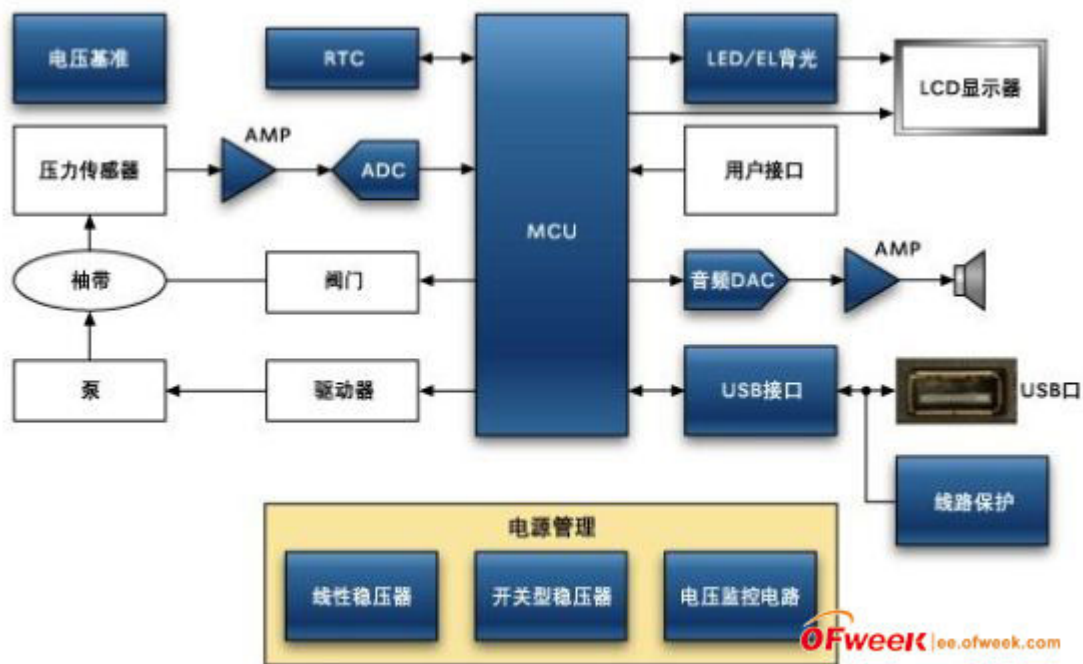 电压基准
RTC
MCU
LED/EL背光
LCD显示器
压力传感器
AMP
ADC
用户接口
袖带
阀门
音频DAC
AMP
泵
驱动器
USB接口
USB口
线路保护
电源管理
线性稳压器
开关型稳压器
电压监控电路
OFweek | ee.ofweek.com